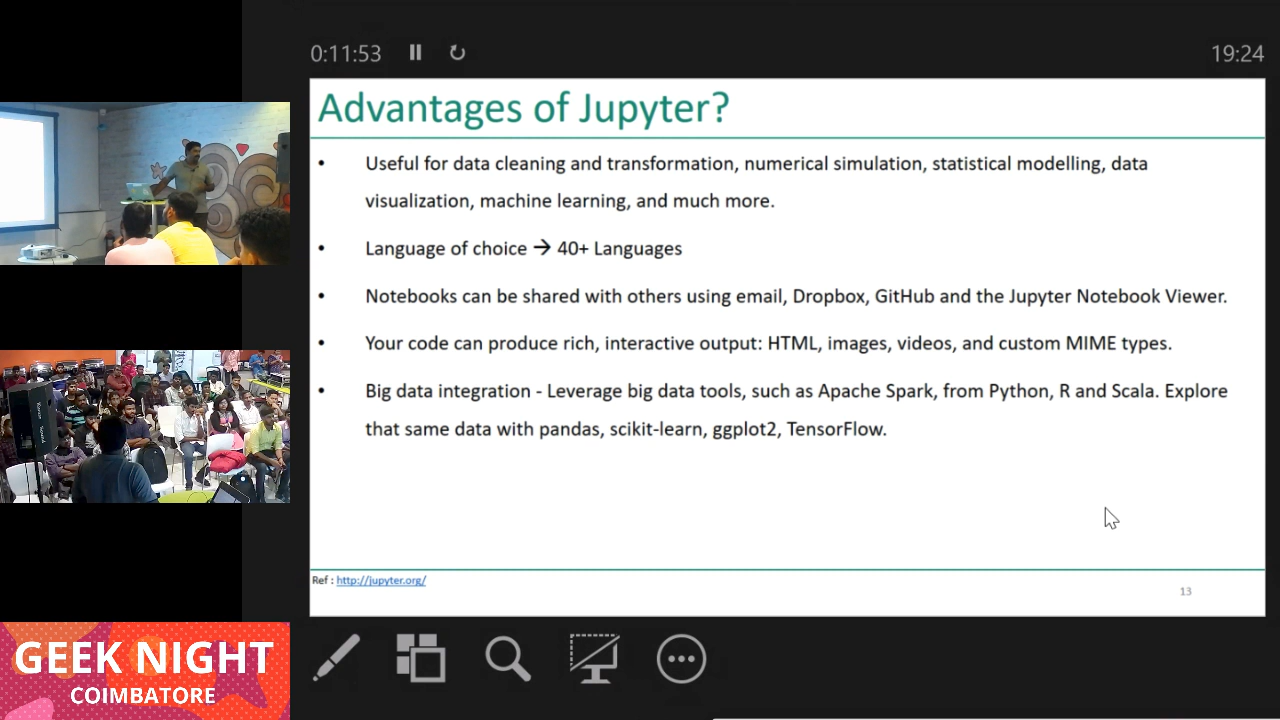 0:11:53
19:24
Advantages of Jupyter?
• Useful for data cleaning and transformation, numerical simulation, statistical modelling, data
visualization, machine learning, and much more.
• Language of choice → 40+ Languages
• Notebooks can be shared with others using email, Dropbox, GitHub and the Jupyter Notebook Viewer.
• Your code can produce rich, interactive output: HTML, images, videos, and custom MIME types.
• Big data integration - Leverage big data tools, such as Apache Spark, from Python, R and Scala. Explore
that same data with pandas, scikit-learn, ggplot2, TensorFlow.
Ref : http://jupyter.org/
13
GEEK NIGHT
COIMBATORE